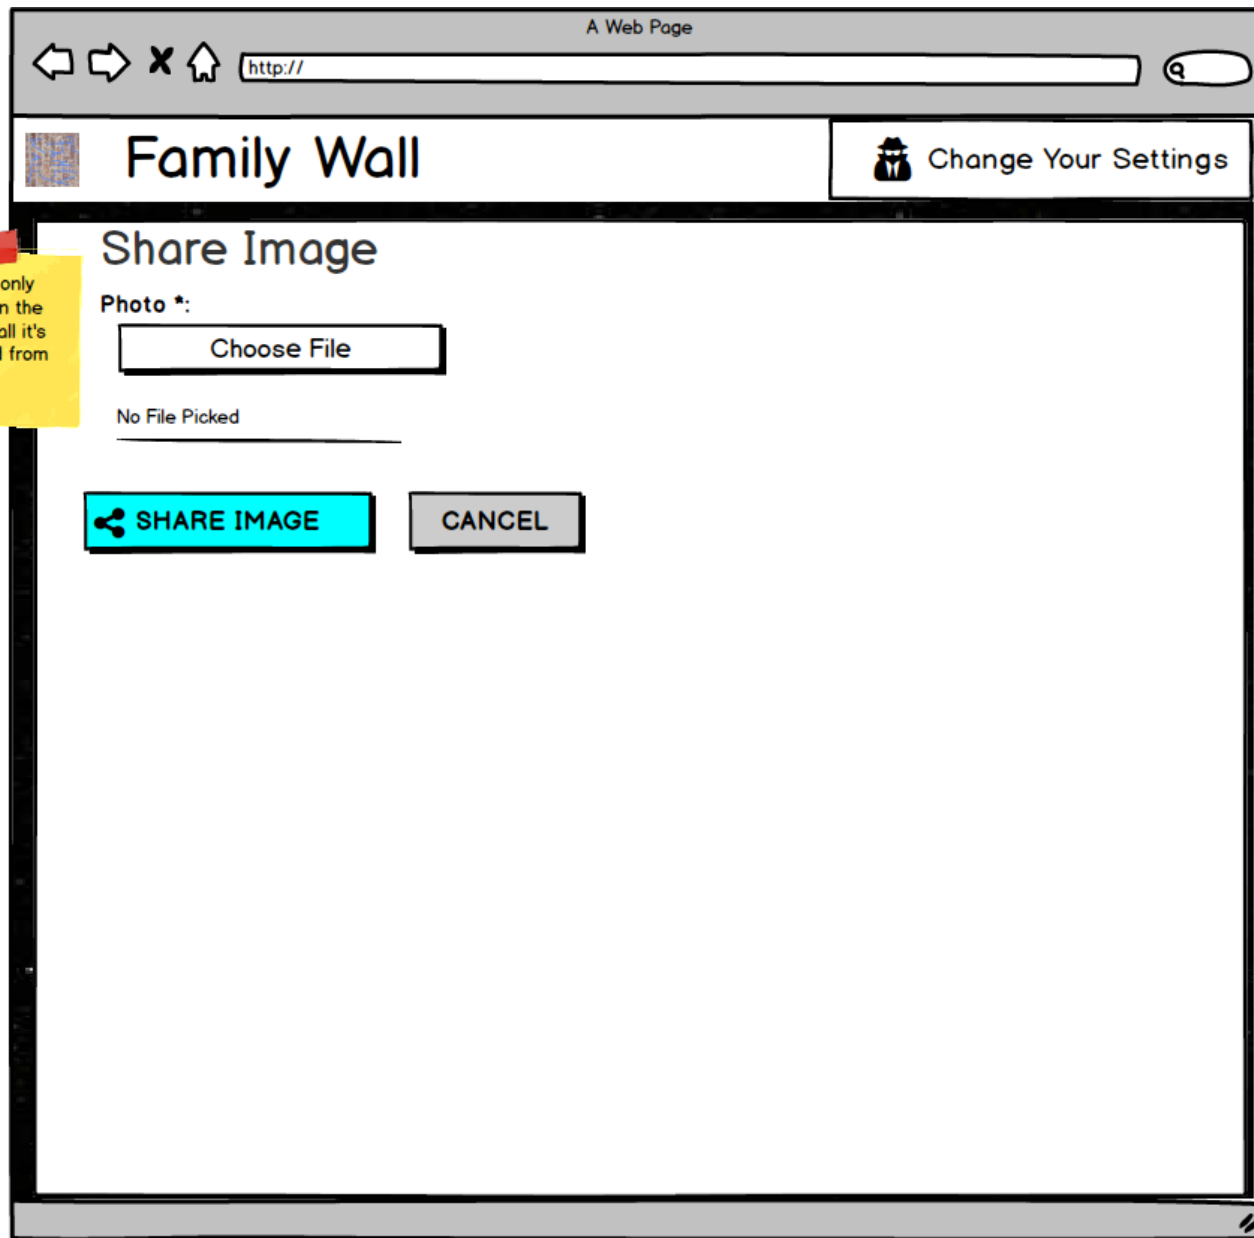 A Web Page
http://
Family Wall
Change Your Settings
Share Image
only
the
it's
from
Photo *:
Choose File
No File Picked
SHARE IMAGE
CANCEL